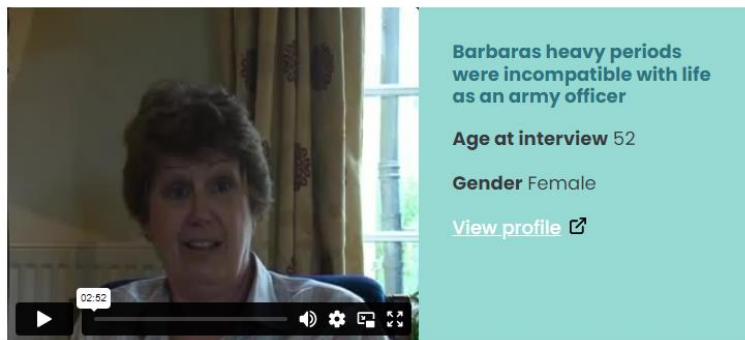 Barbaras heavy periods
were incompatible with life
as an army officer
Age at interview 52
Gender Female
View profile
02:52